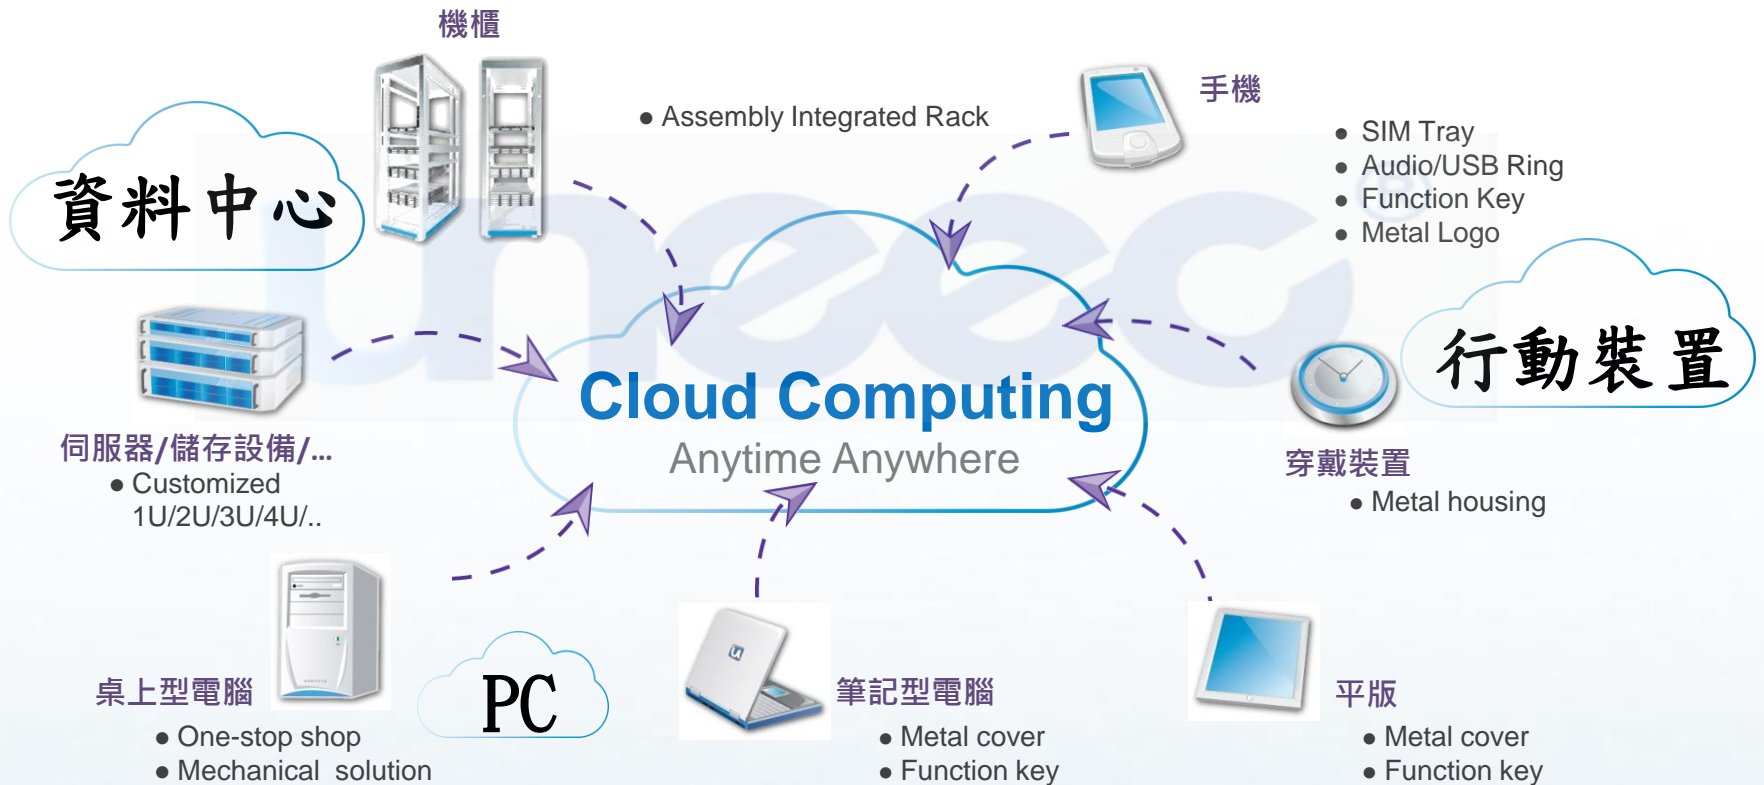 機櫃
● Assembly Integrated Rack
手機
● SIM Tray
● Audio/USB Ring
● Function Key
● Metal Logo
資料中心
uneec®
行動裝置
Cloud Computing
Anytime Anywhere
伺服器/儲存設備/...
● Customized
1U/2U/3U/4U/..
穿戴裝置
● Metal housing
桌上型電腦
● One-stop shop
● Mechanical solution
PC
筆記型電腦
● Metal cover
● Function key
平版
● Metal cover
● Function key